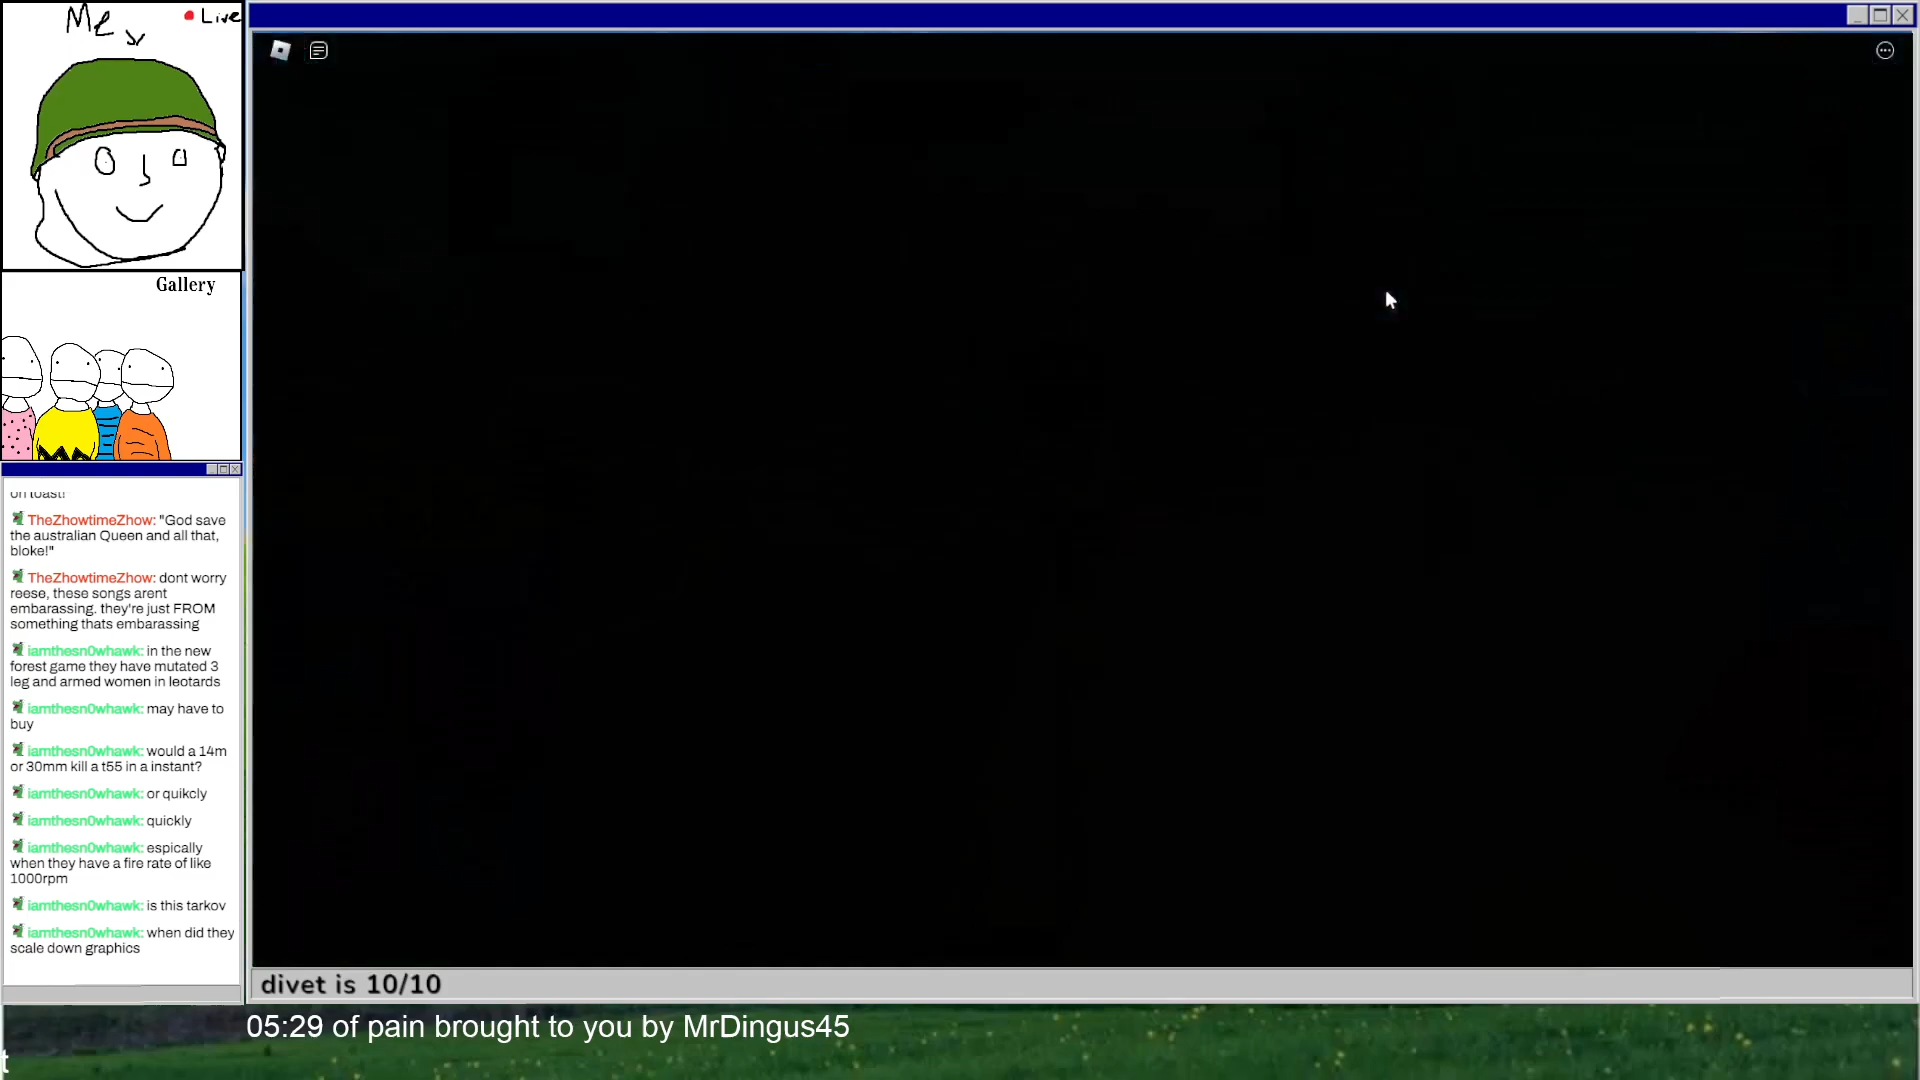 Me
Live
Gallery
on toast!
TheZhowtimeZhow: "God save
the australian Queen and all that,
bloke!"
TheZhowtimeZhow: dont worry
reese, these songs arent
embarassing. they're just FROM
something thats embarassing
iamthesn0whawk: in the new
forest game they have mutated 3
leg and armed women in leotards
iamthesn0whawk: may have to
buy
iamthesn0whawk: would a 14m
or 30mm kill a t55 in a instant?
iamthesn0whawk: or quikcly
iamthesn0whawk: quickly
iamthesn0whawk: espically
when they have a fire rate of like
1000rpm
iamthesn0whawk: is this tarkov
iamthesn0whawk: when did they
scale down graphics
divet is 10/10
05:29 of pain brought to you by MrDingus45
t